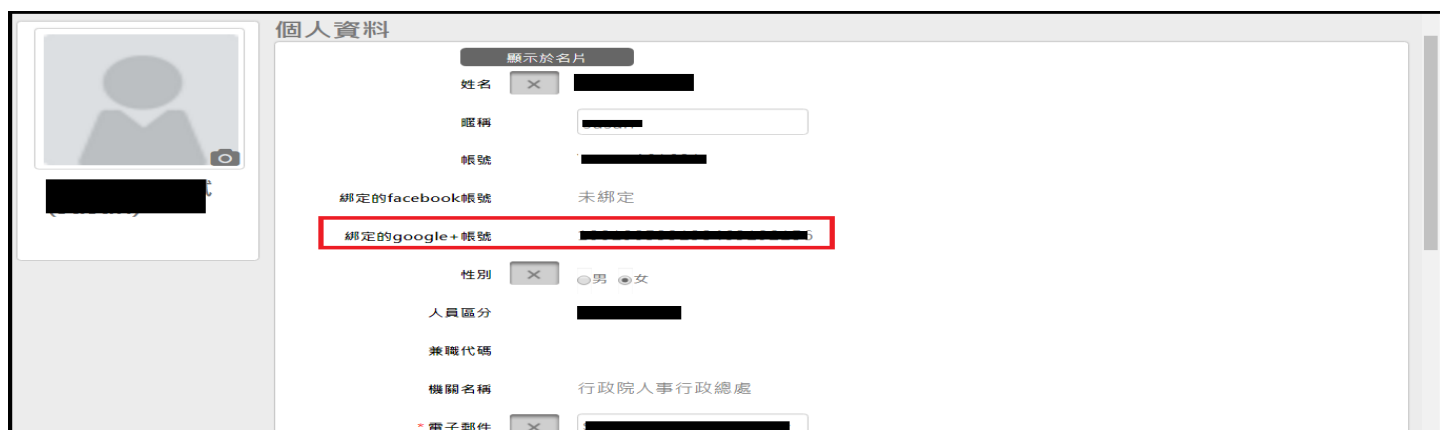 個人資料
顯示於名片
姓名
暱稱
帳號
綁定的facebook帳號 未綁定
綁定的google+帳號
性別 男 女
人員區分
兼職代碼
機關名稱 行政院人事行政總處
*電子郵件